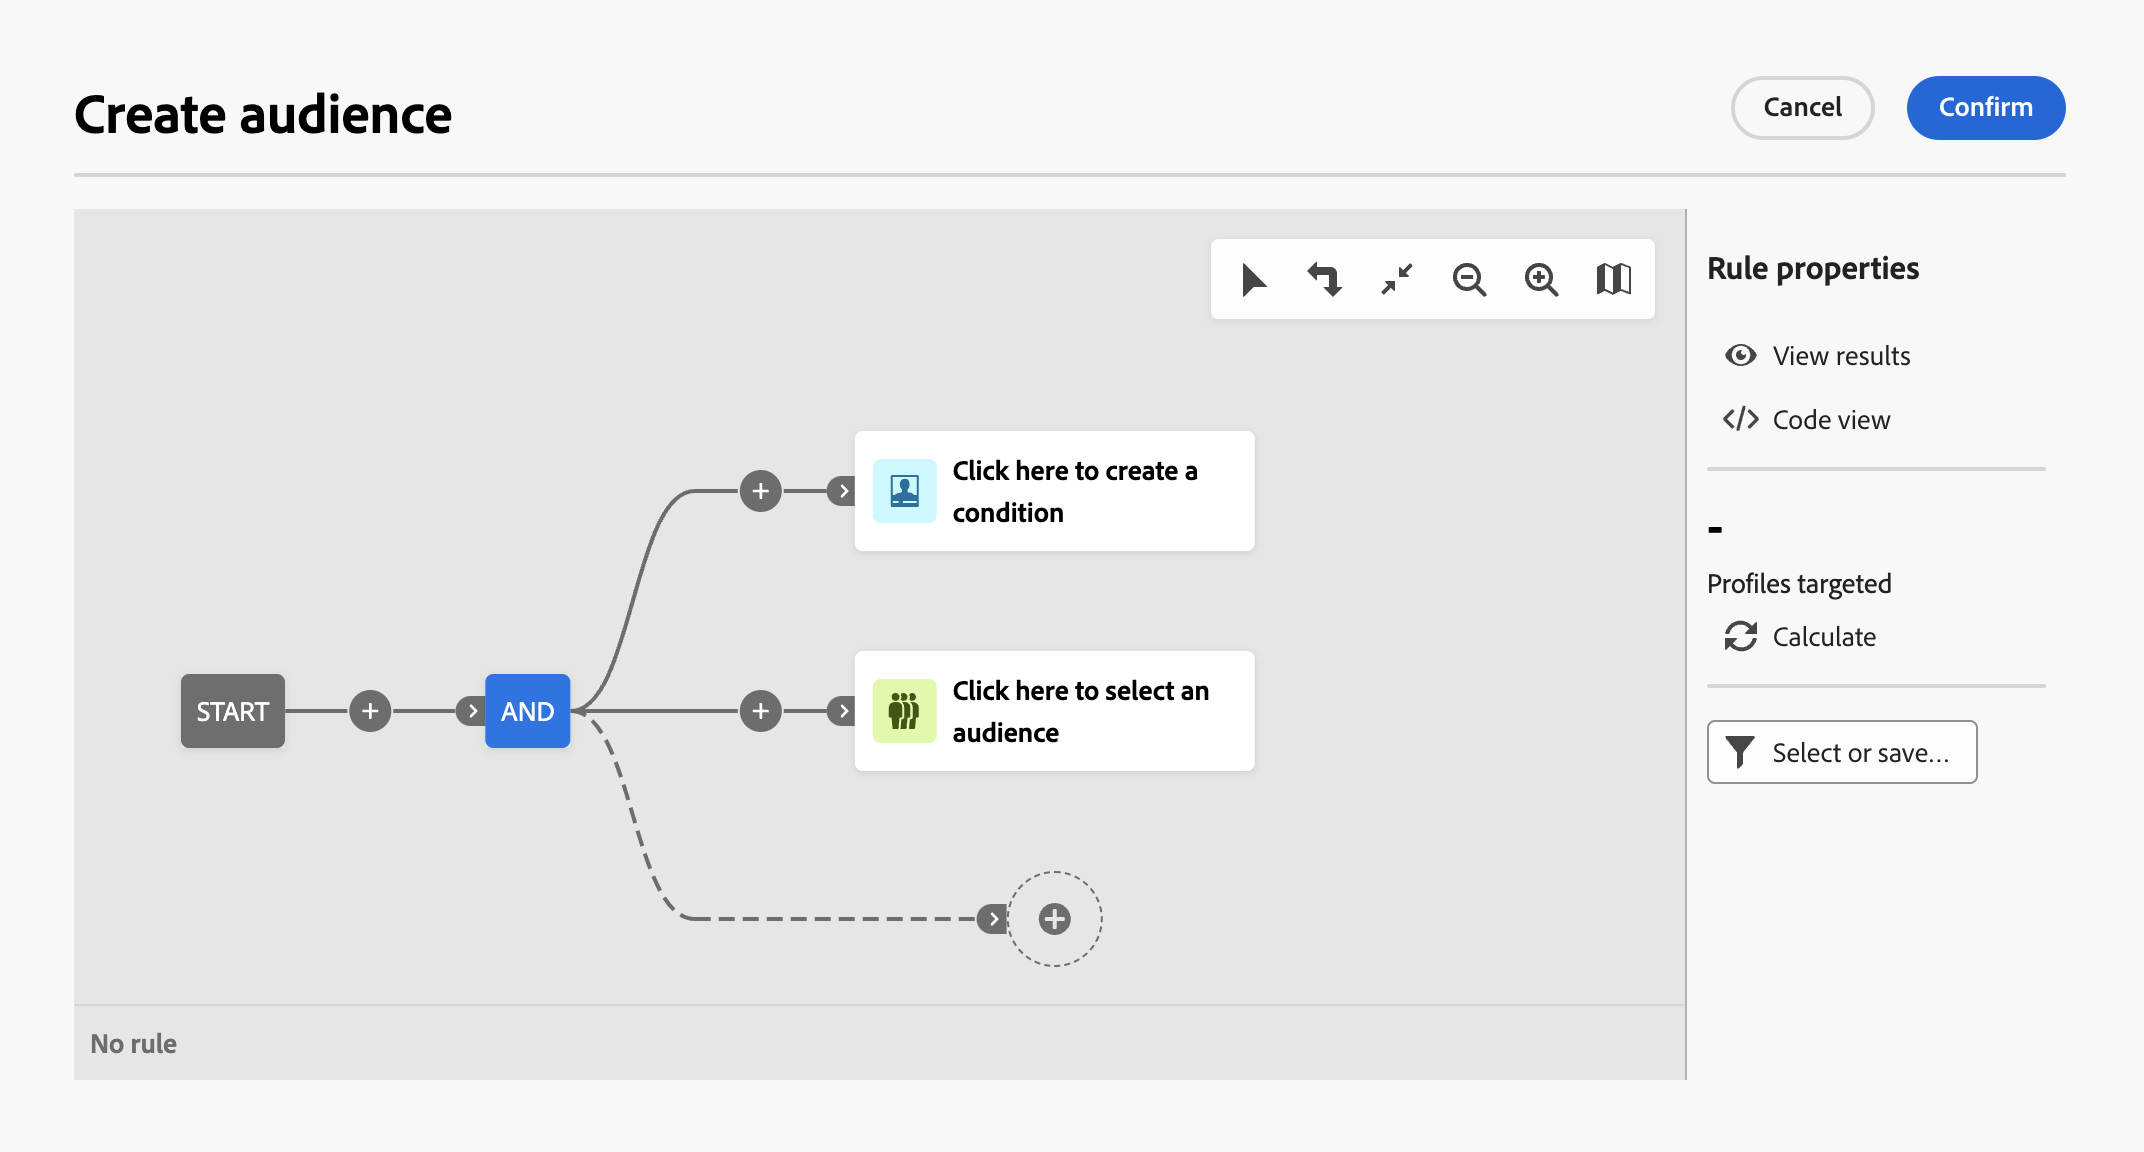 Create audience
Cancel
Confirm
Rule properties
View results
Code view
Click here to create a
condition
-
Profiles targeted
Calculate
START
AND
Click here to select an
audience
Select or save...
No rule